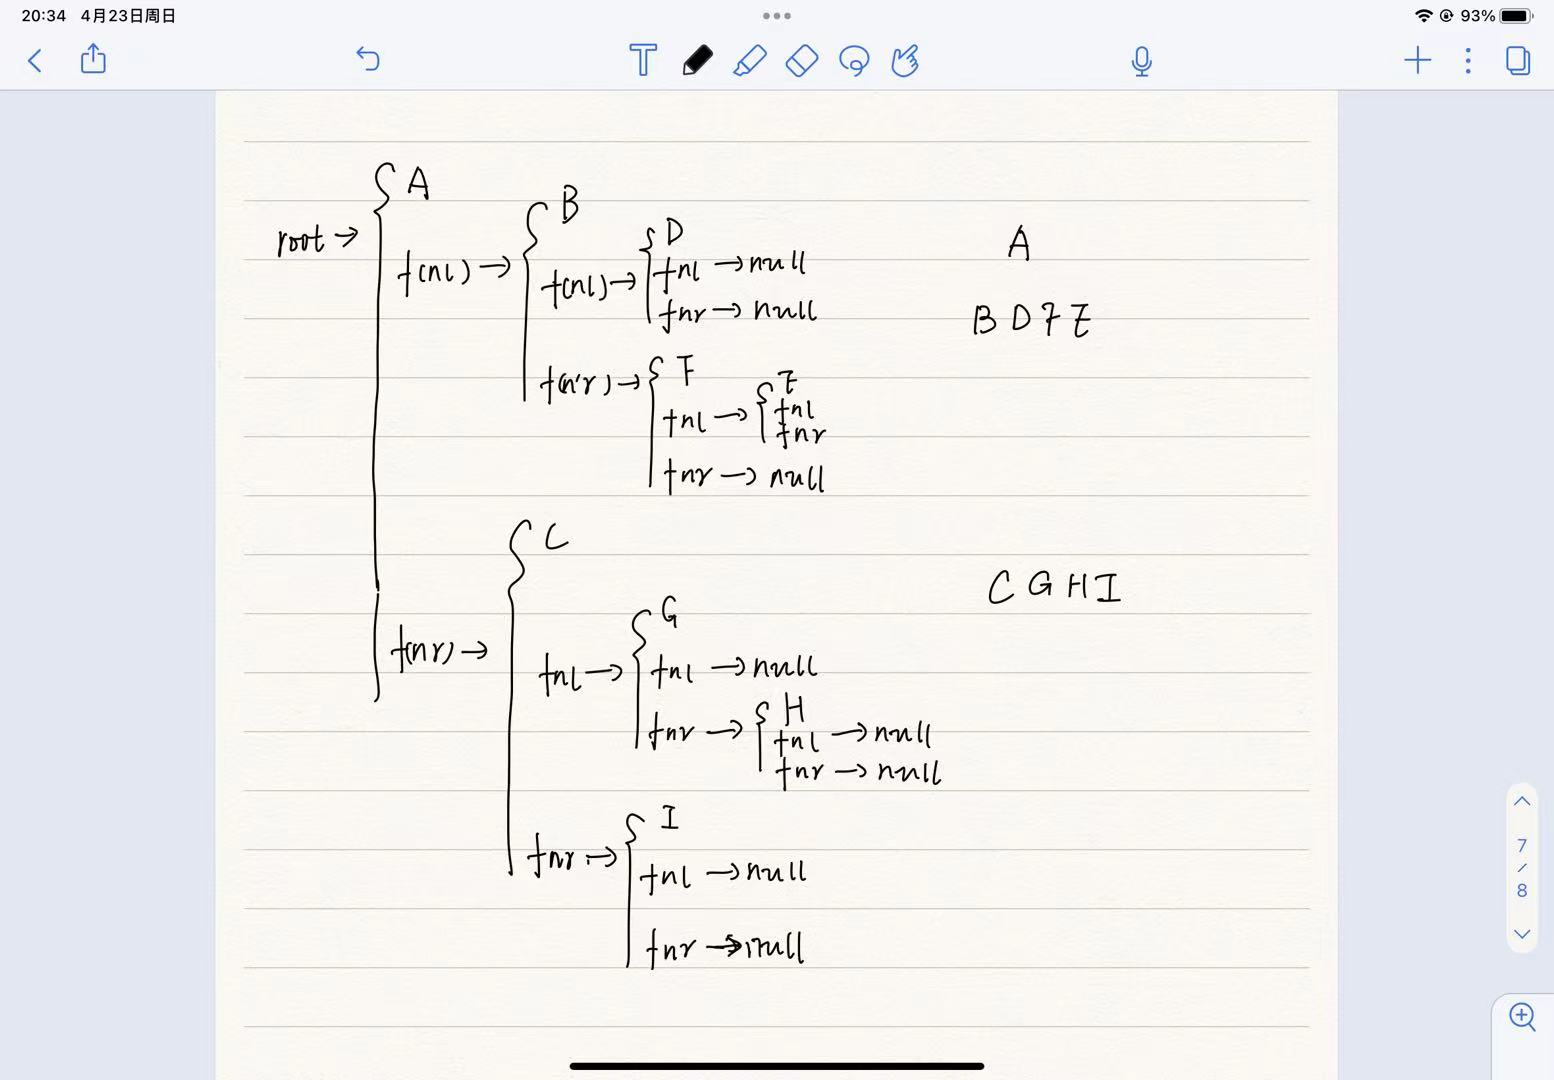 20:34 4月23日周日
93%
A
root →
f(nl) →
B
f(nl) →
D
fnl → null
fnr → null
f(nr) →
F
fnl →
E
fnl
fnr
fnr → null
f(nr) →
C
fnl →
G
fnl → null
fnr →
H
fnl → null
fnr → null
fnr →
I
fnl → null
fnr → null
A
B D F E
C G H I
7
/
8